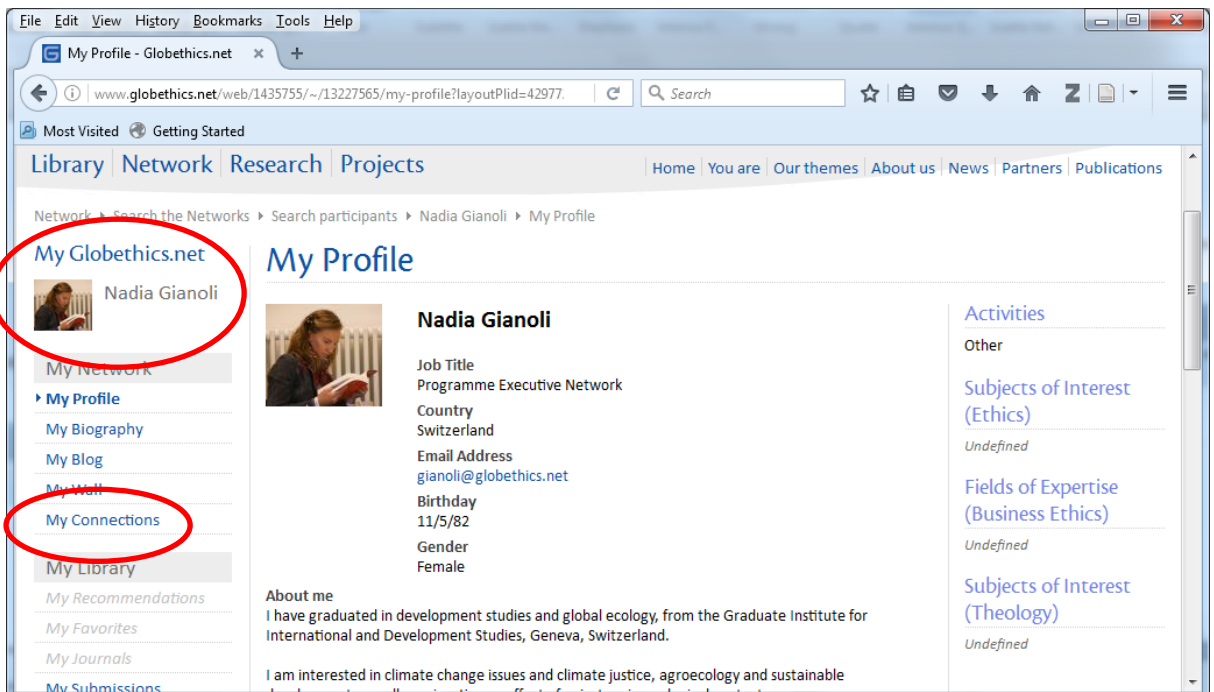 File Edit View History Bookmarks Tools Help
My Profile - Globethics.net
www.globethics.net/web/1435755/~/13227565/my-profile?layoutPlid=42977.
Search
Most Visited Getting Started
Library Network Research Projects
Home You are Our themes About us News Partners Publications
Network Search the Networks Search participants Nadia Gianoli My Profile
My Globethics.net
Nadia Gianoli
My Network
My Profile
My Biography
My Blog
My Wall
My Connections
My Library
My Recommendations
My Favorites
My Journals
My Submissions
My Profile
Nadia Gianoli
Job Title
Programme Executive Network
Country
Switzerland
Email Address
gianoli@globethics.net
Birthday
11/5/82
Gender
Female
About me
I have graduated in development studies and global ecology, from the Graduate Institute for
International and Development Studies, Geneva, Switzerland.
I am interested in climate change issues and climate justice, agroecology and sustainable
Activities
Other
Subjects of Interest
(Ethics)
Undefined
Fields of Expertise
(Business Ethics)
Undefined
Subjects of Interest
(Theology)
Undefined